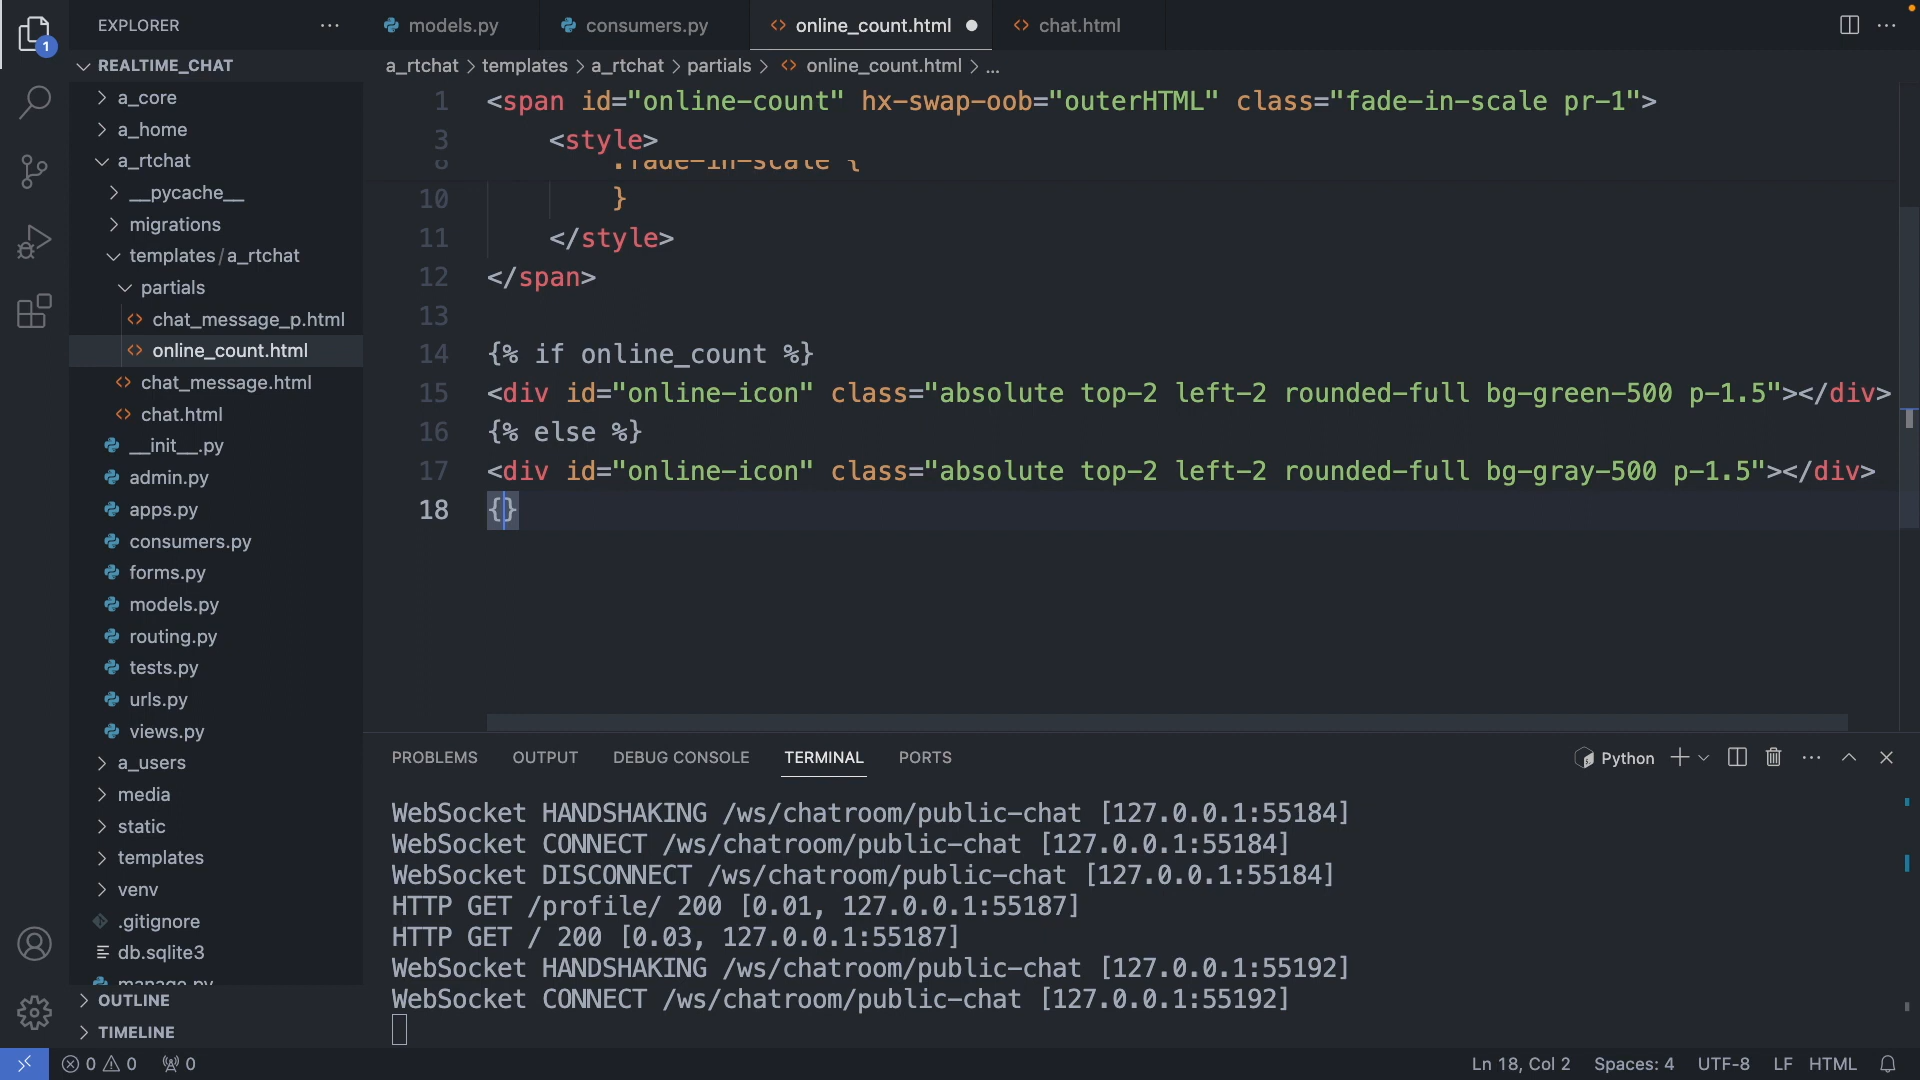 EXPLORER
REALTIME_CHAT
a_core
a_home
a_rtchat
__pycache__
migrations
templates/a_rtchat
partials
chat_message_p.html
online_count.html
chat_message.html
chat.html
__init__.py
admin.py
apps.py
consumers.py
forms.py
models.py
routing.py
tests.py
urls.py
views.py
a_users
media
static
templates
venv
.gitignore
db.sqlite3
manage.py
OUTLINE
TIMELINE
1
models.py consumers.py online_count.html chat.html
a_rtchat > templates > a_rtchat > partials > online_count.html > ...
1 <span id="online-count" hx-swap-oob="outerHTML" class="fade-in-scale pr-1">
3 <style>
8 .fade-in-scale {
10 }
11 </style>
12 </span>
13
14 {% if online_count %}
15 <div id="online-icon" class="absolute top-2 left-2 rounded-full bg-green-500 p-1.5"></div>
16 {% else %}
17 <div id="online-icon" class="absolute top-2 left-2 rounded-full bg-gray-500 p-1.5"></div>
18 {}
PROBLEMS OUTPUT DEBUG CONSOLE TERMINAL PORTS Python
WebSocket HANDSHAKING /ws/chatroom/public-chat [127.0.0.1:55184]
WebSocket CONNECT /ws/chatroom/public-chat [127.0.0.1:55184]
WebSocket DISCONNECT /ws/chatroom/public-chat [127.0.0.1:55184]
HTTP GET /profile/ 200 [0.01, 127.0.0.1:55187]
HTTP GET / 200 [0.03, 127.0.0.1:55187]
WebSocket HANDSHAKING /ws/chatroom/public-chat [127.0.0.1:55192]
WebSocket CONNECT /ws/chatroom/public-chat [127.0.0.1:55192]
0 0 0 Ln 18, Col 2 Spaces: 4 UTF-8 LF HTML